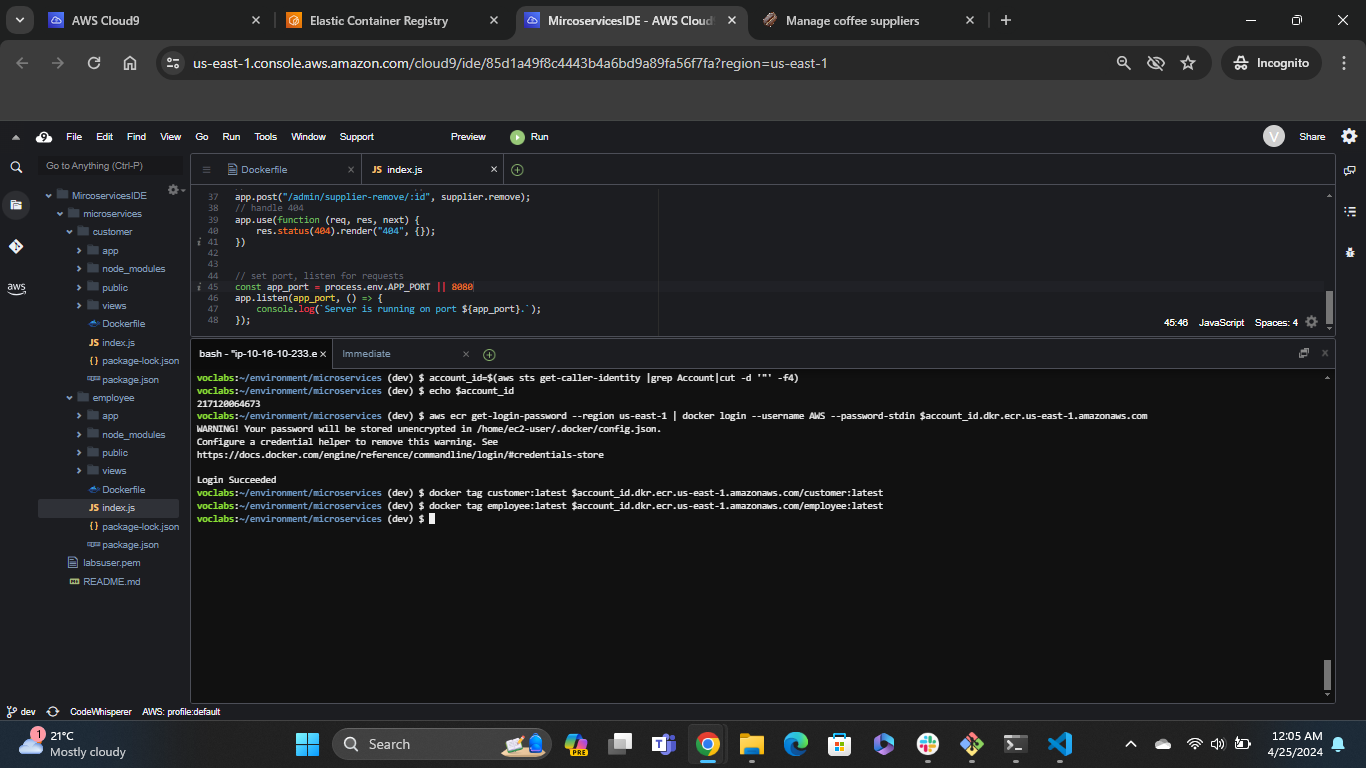 AWS Cloud9
Elastic Container Registry
MircoservicesIDE - AWS Cloud9
Manage coffee suppliers
us-east-1.console.aws.amazon.com/cloud9/ide/85d1a49f8c4443b4a6bd9a89fa56f7fa?region=us-east-1
Incognito
File Edit Find View Go Run Tools Window Support Preview Run
V
Share
Go to Anything (Ctrl-P)
MircoservicesIDE
microservices
customer
app
node_modules
public
views
Dockerfile
JS index.js
{} package-lock.json
package.json
employee
app
node_modules
public
views
Dockerfile
JS index.js
{} package-lock.json
package.json
labsuser.pem
README.md
aws
Dockerfile
JS index.js
37 app.post("/admin/supplier-remove/:id", supplier.remove);
38 // handle 404
39 app.use(function (req, res, next) {
40 res.status(404).render("404", {});
41 })
42
43
44 // set port, listen for requests
45 const app_port = process.env.APP_PORT || 8080
46 app.listen(app_port, () => {
47 console.log(`Server is running on port ${app_port}.`);
48 });
45:46 JavaScript Spaces: 4
bash - "ip-10-16-10-233.e
Immediate
voclabs:~/environment/microservices (dev) $ account_id=$(aws sts get-caller-identity |grep Account|cut -d '"' -f4)
voclabs:~/environment/microservices (dev) $ echo $account_id
217120064673
voclabs:~/environment/microservices (dev) $ aws ecr get-login-password --region us-east-1 | docker login --username AWS --password-stdin $account_id.dkr.ecr.us-east-1.amazonaws.com
WARNING! Your password will be stored unencrypted in /home/ec2-user/.docker/config.json.
Configure a credential helper to remove this warning. See
https://docs.docker.com/engine/reference/commandline/login/#credentials-store
Login Succeeded
voclabs:~/environment/microservices (dev) $ docker tag customer:latest $account_id.dkr.ecr.us-east-1.amazonaws.com/customer:latest
voclabs:~/environment/microservices (dev) $ docker tag employee:latest $account_id.dkr.ecr.us-east-1.amazonaws.com/employee:latest
voclabs:~/environment/microservices (dev) $
dev CodeWhisperer AWS: profile:default
1
21°C
Mostly cloudy
Search
PRE
12:05 AM
4/25/2024